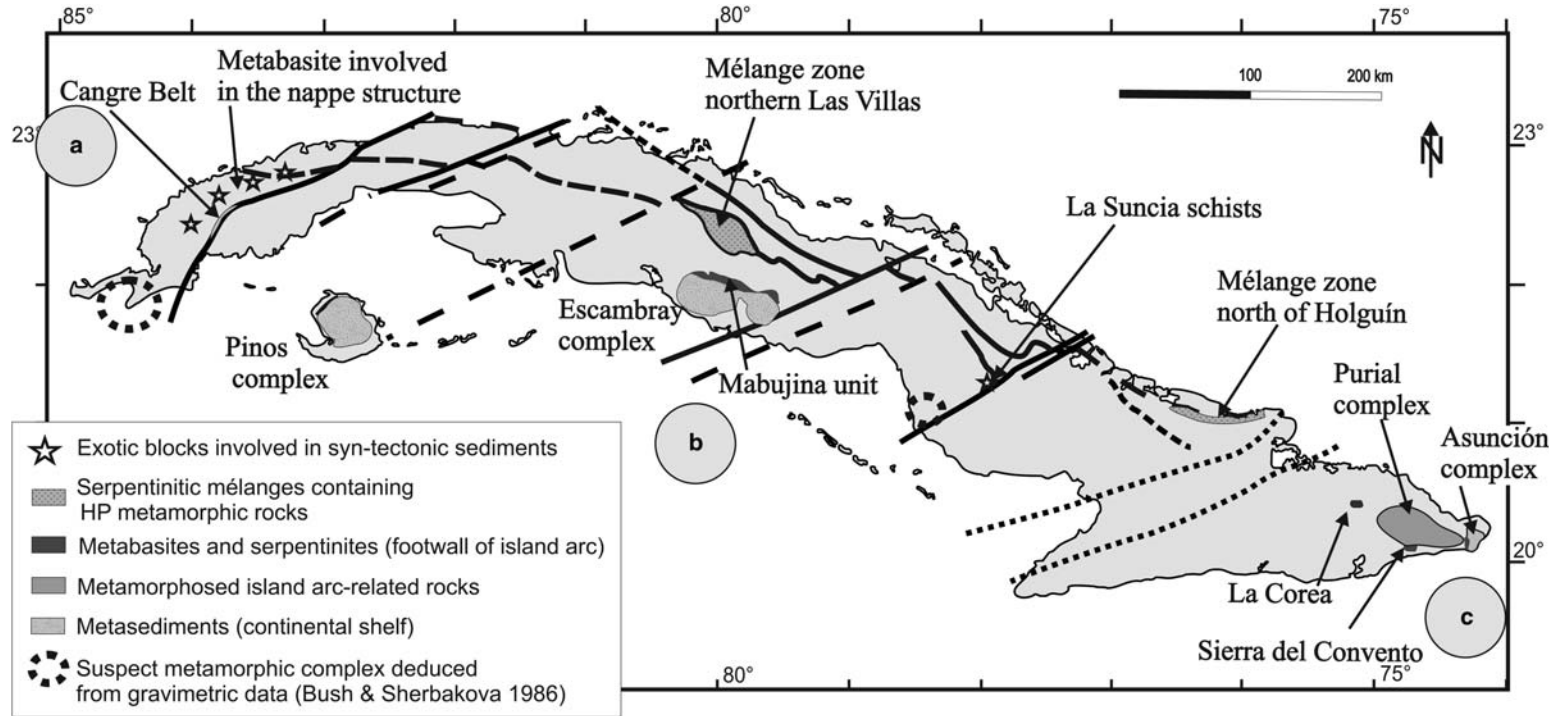 85°
80°
75°
Metabasite involved
in the nappe structure
Cangre Belt
Mélange zone
northern Las Villas
100
200 km
23°
a
23°
N
La Suncia schists
Mélange zone
north of Holguín
Escambray
complex
Pinos
complex
Mabujina unit
Purial
complex
b
Asunción
complex
20°
La Corea
c
Sierra del Convento
80°
75°
Exotic blocks involved in syn-tectonic sediments
Serpentinitic mélanges containing
HP metamorphic rocks
Metabasites and serpentinites (footwall of island arc)
Metamorphosed island arc-related rocks
Metasediments (continental shelf)
Suspect metamorphic complex deduced
from gravimetric data (Bush & Sherbakova 1986)